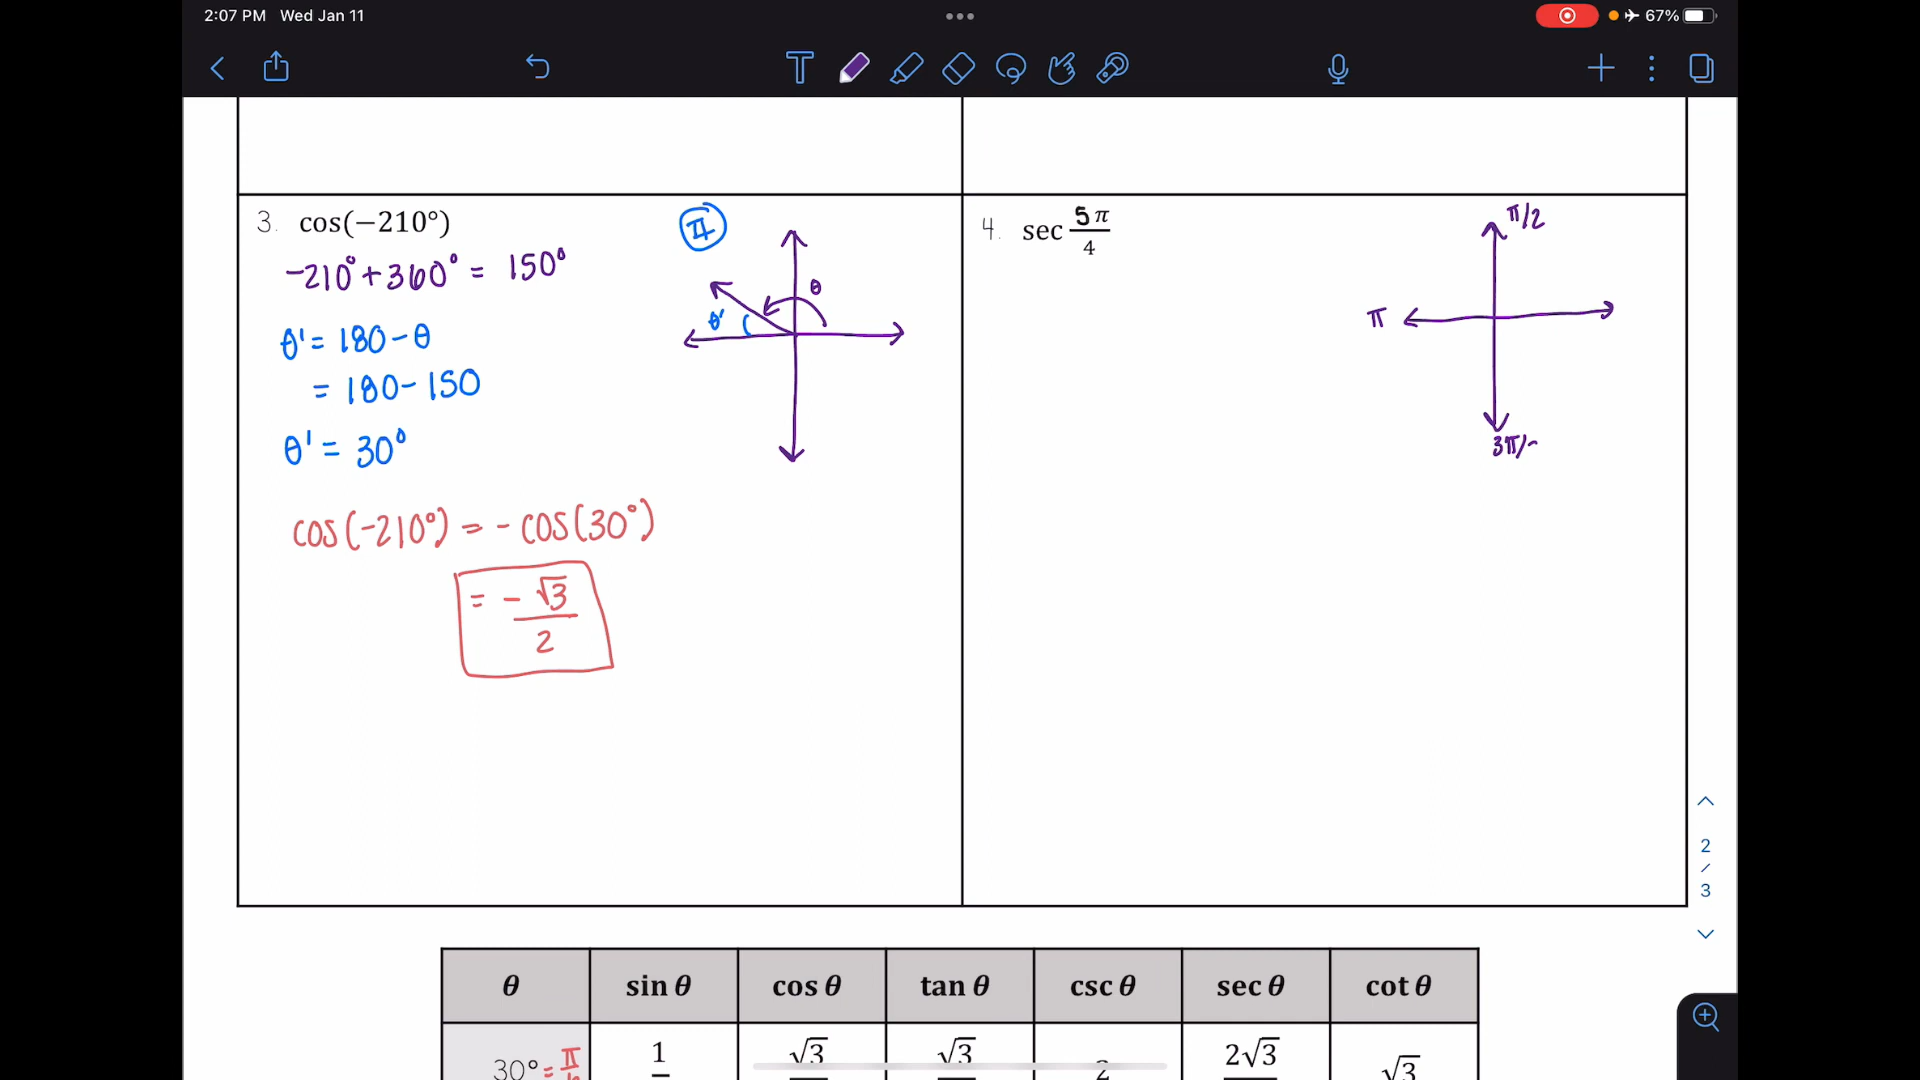 2:07 PM Wed Jan 11
67%
3. cos(−210°)
-210° + 360° = 150°
θ' = 180 - θ
= 180 - 150
θ' = 30°
cos(-210°) = - cos(30°)
= - √3/2
II
θ
θ'
4. sec 5π/4
π/2
π
3π/
2
/
3
θ sin θ cos θ tan θ csc θ sec θ cot θ
30° = π/6 1 √3 √3 2 2√3 √3